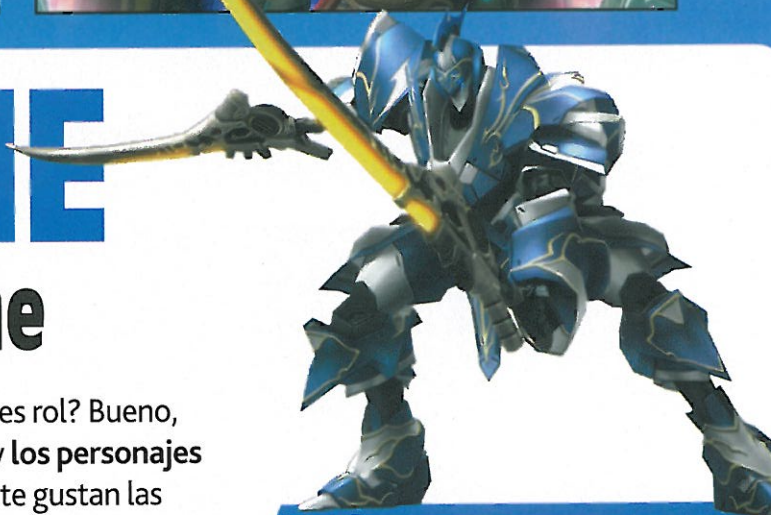 es rol? Bueno,
y los personajes
te gustan las